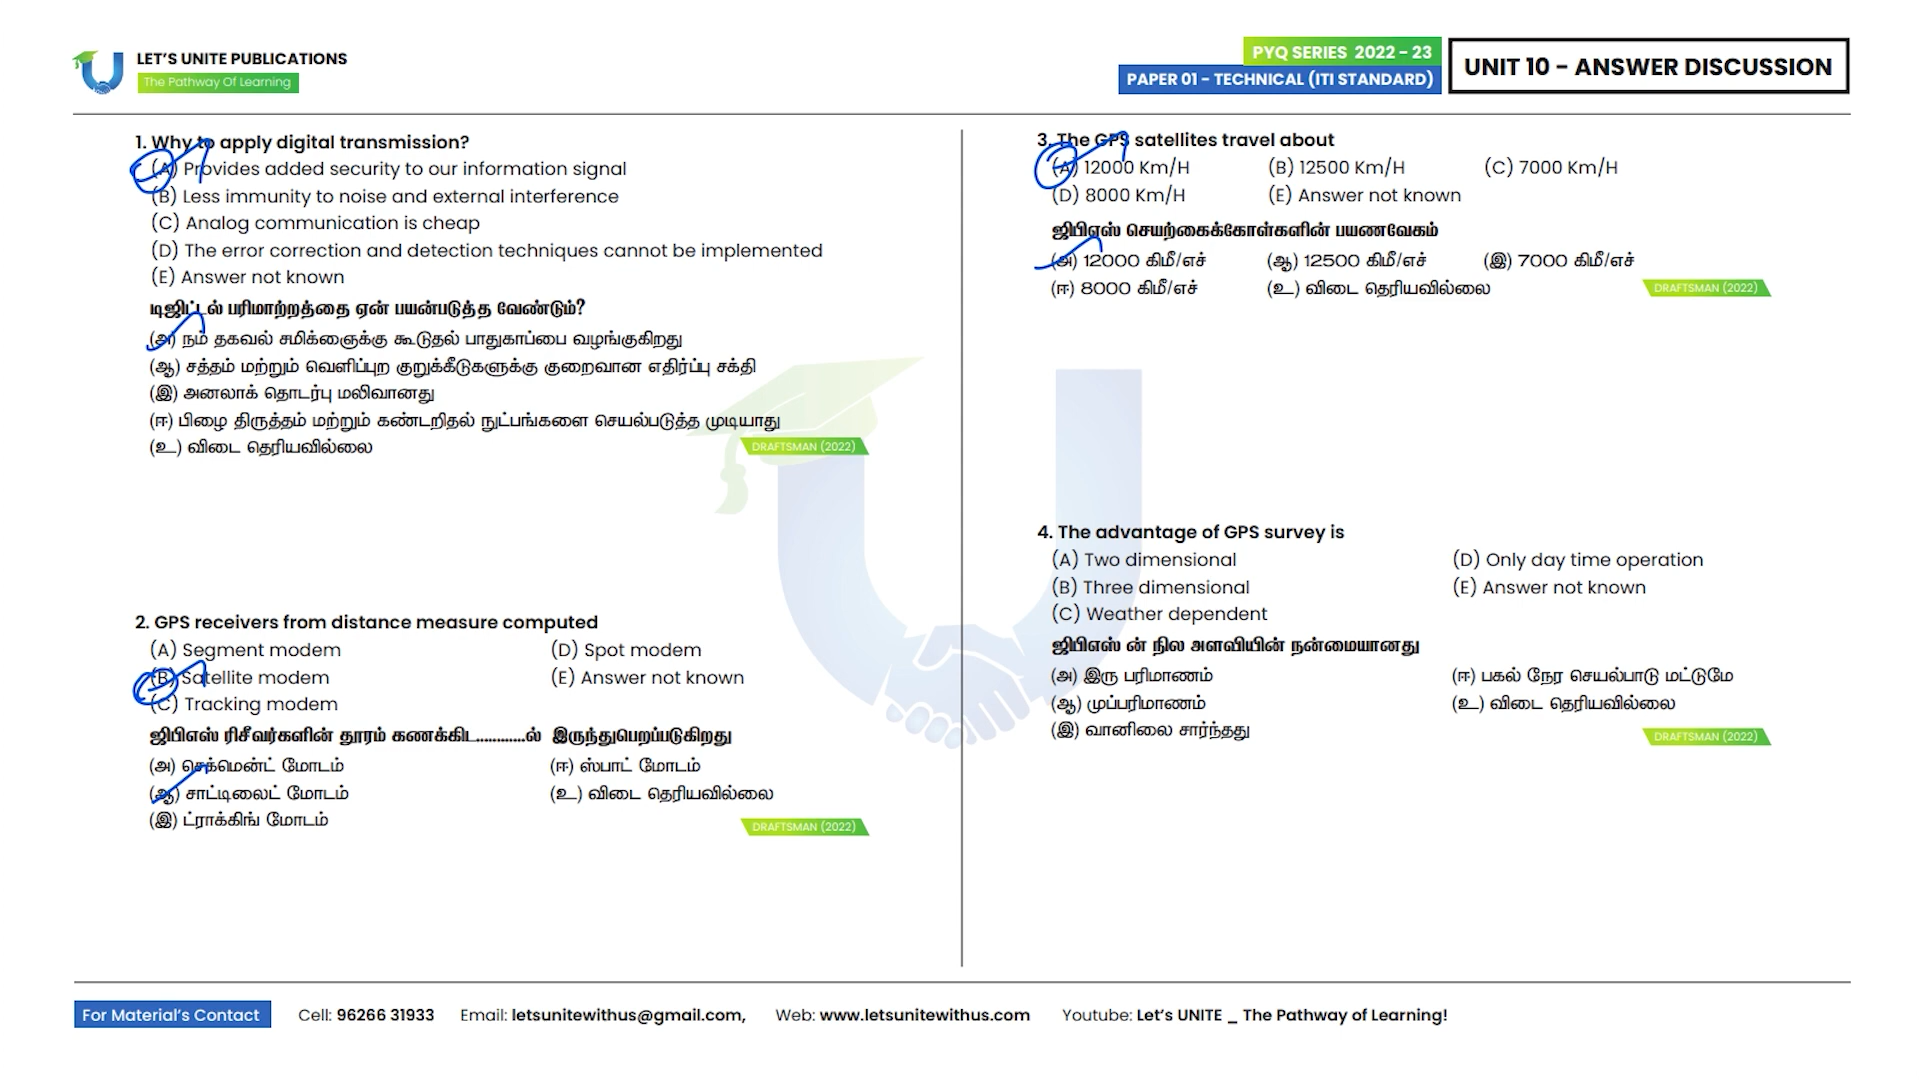 LET'S UNITE PUBLICATIONS
The Pathway Of Learning
PYQ SERIES 2022 - 23
PAPER 01 - TECHNICAL (ITI STANDARD)
UNIT 10 - ANSWER DISCUSSION
1. Why to apply digital transmission?
(A) Provides added security to our information signal
(B) Less immunity to noise and external interference
(C) Analog communication is cheap
(D) The error correction and detection techniques cannot be implemented
(E) Answer not known
டிஜிட்டல் பரிமாற்றத்தை ஏன் பயன்படுத்த வேண்டும்?
(அ) நம் தகவல் சமிக்ஞைக்கு கூடுதல் பாதுகாப்பை வழங்குகிறது
(ஆ) சத்தம் மற்றும் வெளிப்புற குறுக்கீடுகளுக்கு குறைவான எதிர்ப்பு சக்தி
(இ) அனலாக் தொடர்பு மலிவானது
(ஈ) பிழை திருத்தம் மற்றும் கண்டறிதல் நுட்பங்களை செயல்படுத்த முடியாது
(உ) விடை தெரியவில்லை
DRAFTSMAN (2022)
2. GPS receivers from distance measure computed
(A) Segment modem (D) Spot modem
(B) Satellite modem (E) Answer not known
(C) Tracking modem
ஜிபிஎஸ் ரிசீவர்களின் தூரம் கணக்கிட............ல் இருந்துபெறப்படுகிறது
(அ) செக்மென்ட் மோடம் (ஈ) ஸ்பாட் மோடம்
(ஆ) சாட்டிலைட் மோடம் (உ) விடை தெரியவில்லை
(இ) ட்ராக்கிங் மோடம்
DRAFTSMAN (2022)
3. The GPS satellites travel about
(A) 12000 Km/H (B) 12500 Km/H (C) 7000 Km/H
(D) 8000 Km/H (E) Answer not known
ஜிபிஎஸ் செயற்கைக்கோள்களின் பயணவேகம்
(அ) 12000 கிமீ/எச் (ஆ) 12500 கிமீ/எச் (இ) 7000 கிமீ/எச்
(ஈ) 8000 கிமீ/எச் (உ) விடை தெரியவில்லை
DRAFTSMAN (2022)
4. The advantage of GPS survey is
(A) Two dimensional (D) Only day time operation
(B) Three dimensional (E) Answer not known
(C) Weather dependent
ஜிபிஎஸ் ன் நில அளவியின் நன்மையானது
(அ) இரு பரிமாணம் (ஈ) பகல் நேர செயல்பாடு மட்டுமே
(ஆ) முப்பரிமாணம் (உ) விடை தெரியவில்லை
(இ) வானிலை சார்ந்தது
DRAFTSMAN (2022)
For Material's Contact Cell: 96266 31933 Email: letsunitewithus@gmail.com, Web: www.letsunitewithus.com Youtube: Let's UNITE _ The Pathway of Learning!